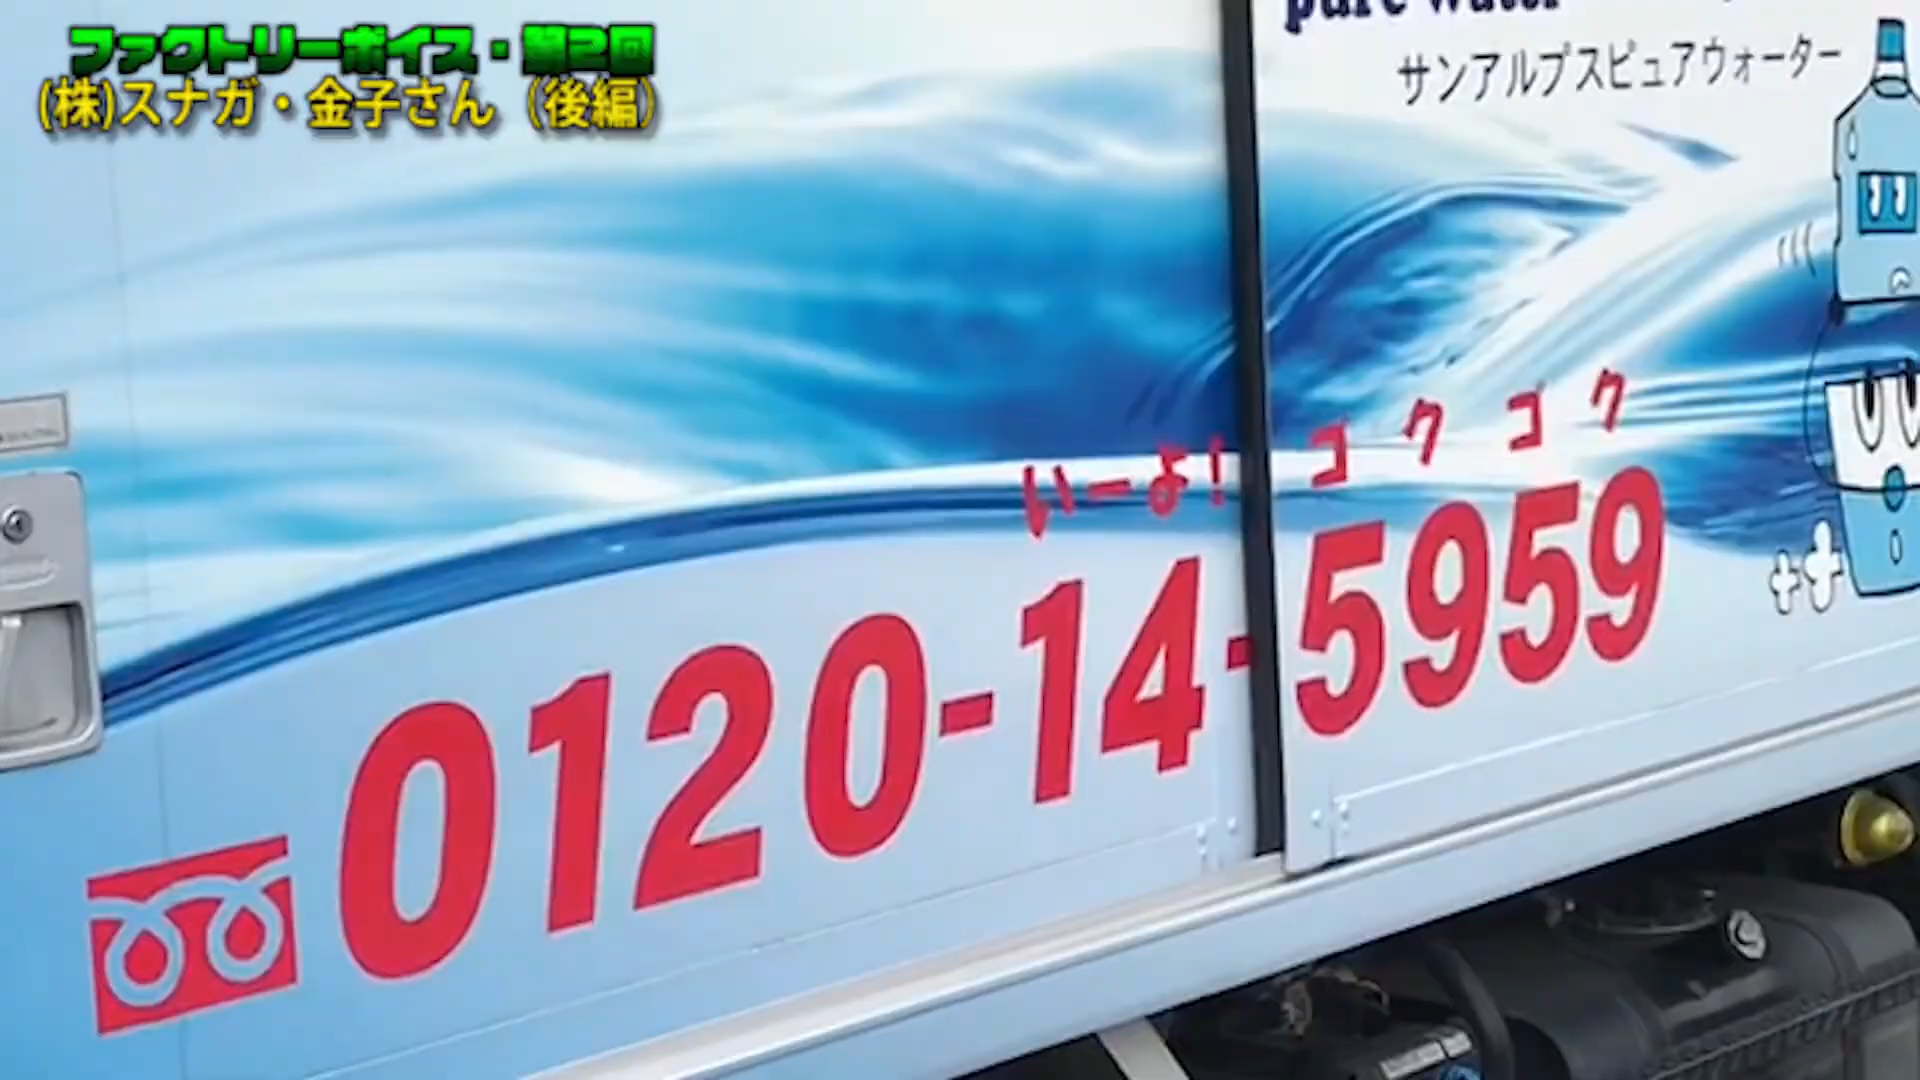 ファクトリーボイス・第2回
(株)スナガ・金子さん（後編）
pure water
サンアルプスピュアウォーター
いーよ! ゴクゴク
0120-14-5959